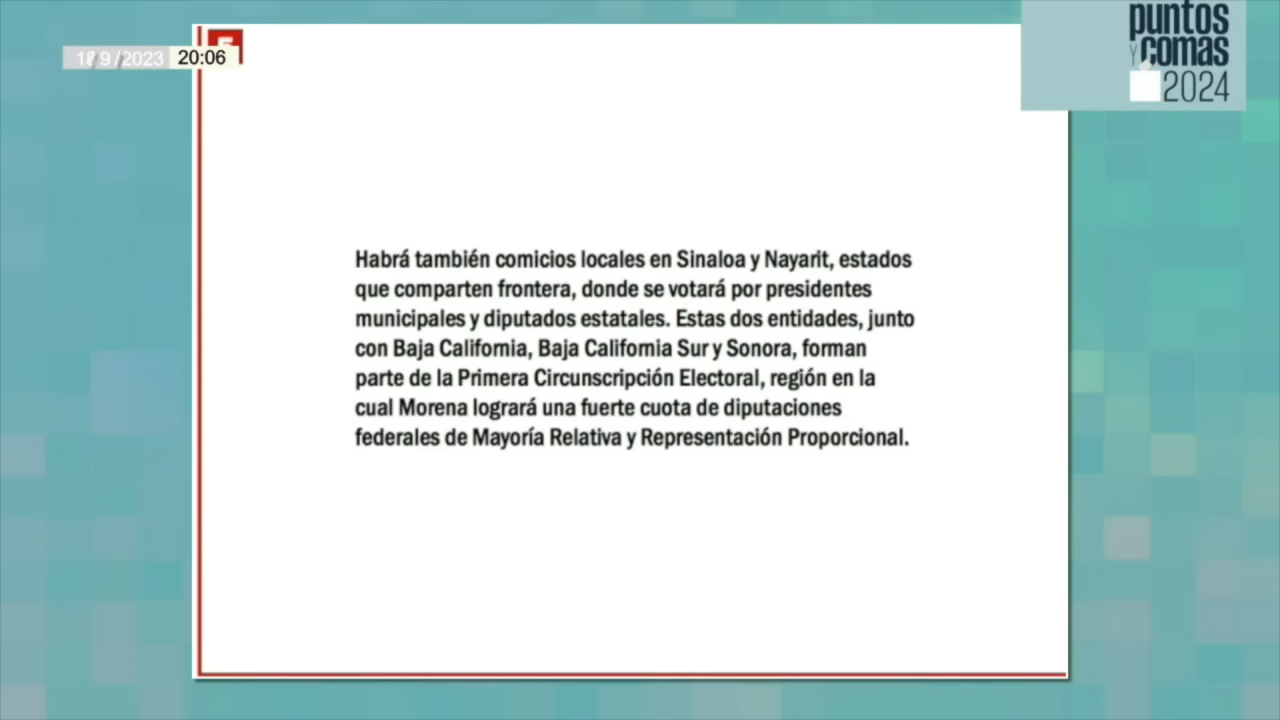 puntos
Y comas
2024
18/9/2023 20:06
Habrá también comicios locales en Sinaloa y Nayarit, estados
que comparten frontera, donde se votará por presidentes
municipales y diputados estatales. Estas dos entidades, junto
con Baja California, Baja California Sur y Sonora, forman
parte de la Primera Circunscripción Electoral, región en la
cual Morena logrará una fuerte cuota de diputaciones
federales de Mayoría Relativa y Representación Proporcional.